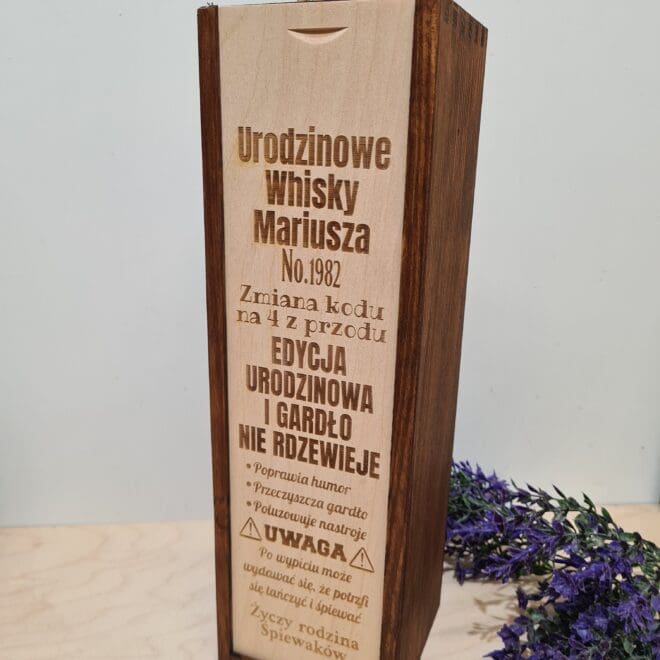 Urodzinowe
Whisky
Mariusza
No.1982
Zmiana kodu
na 4 z przodu
EDYCJA
URODZINOWA
I GARDŁO
NIE RDZEWIEJE
• Poprawia humor
• Przeczyszcza gardło
• Poluzowuje nastroje
UWAGA
Po wypiciu może
wydawać się, że potrzfi
się tańczyć i śpiewać
Życzy rodzina
Śpiewaków